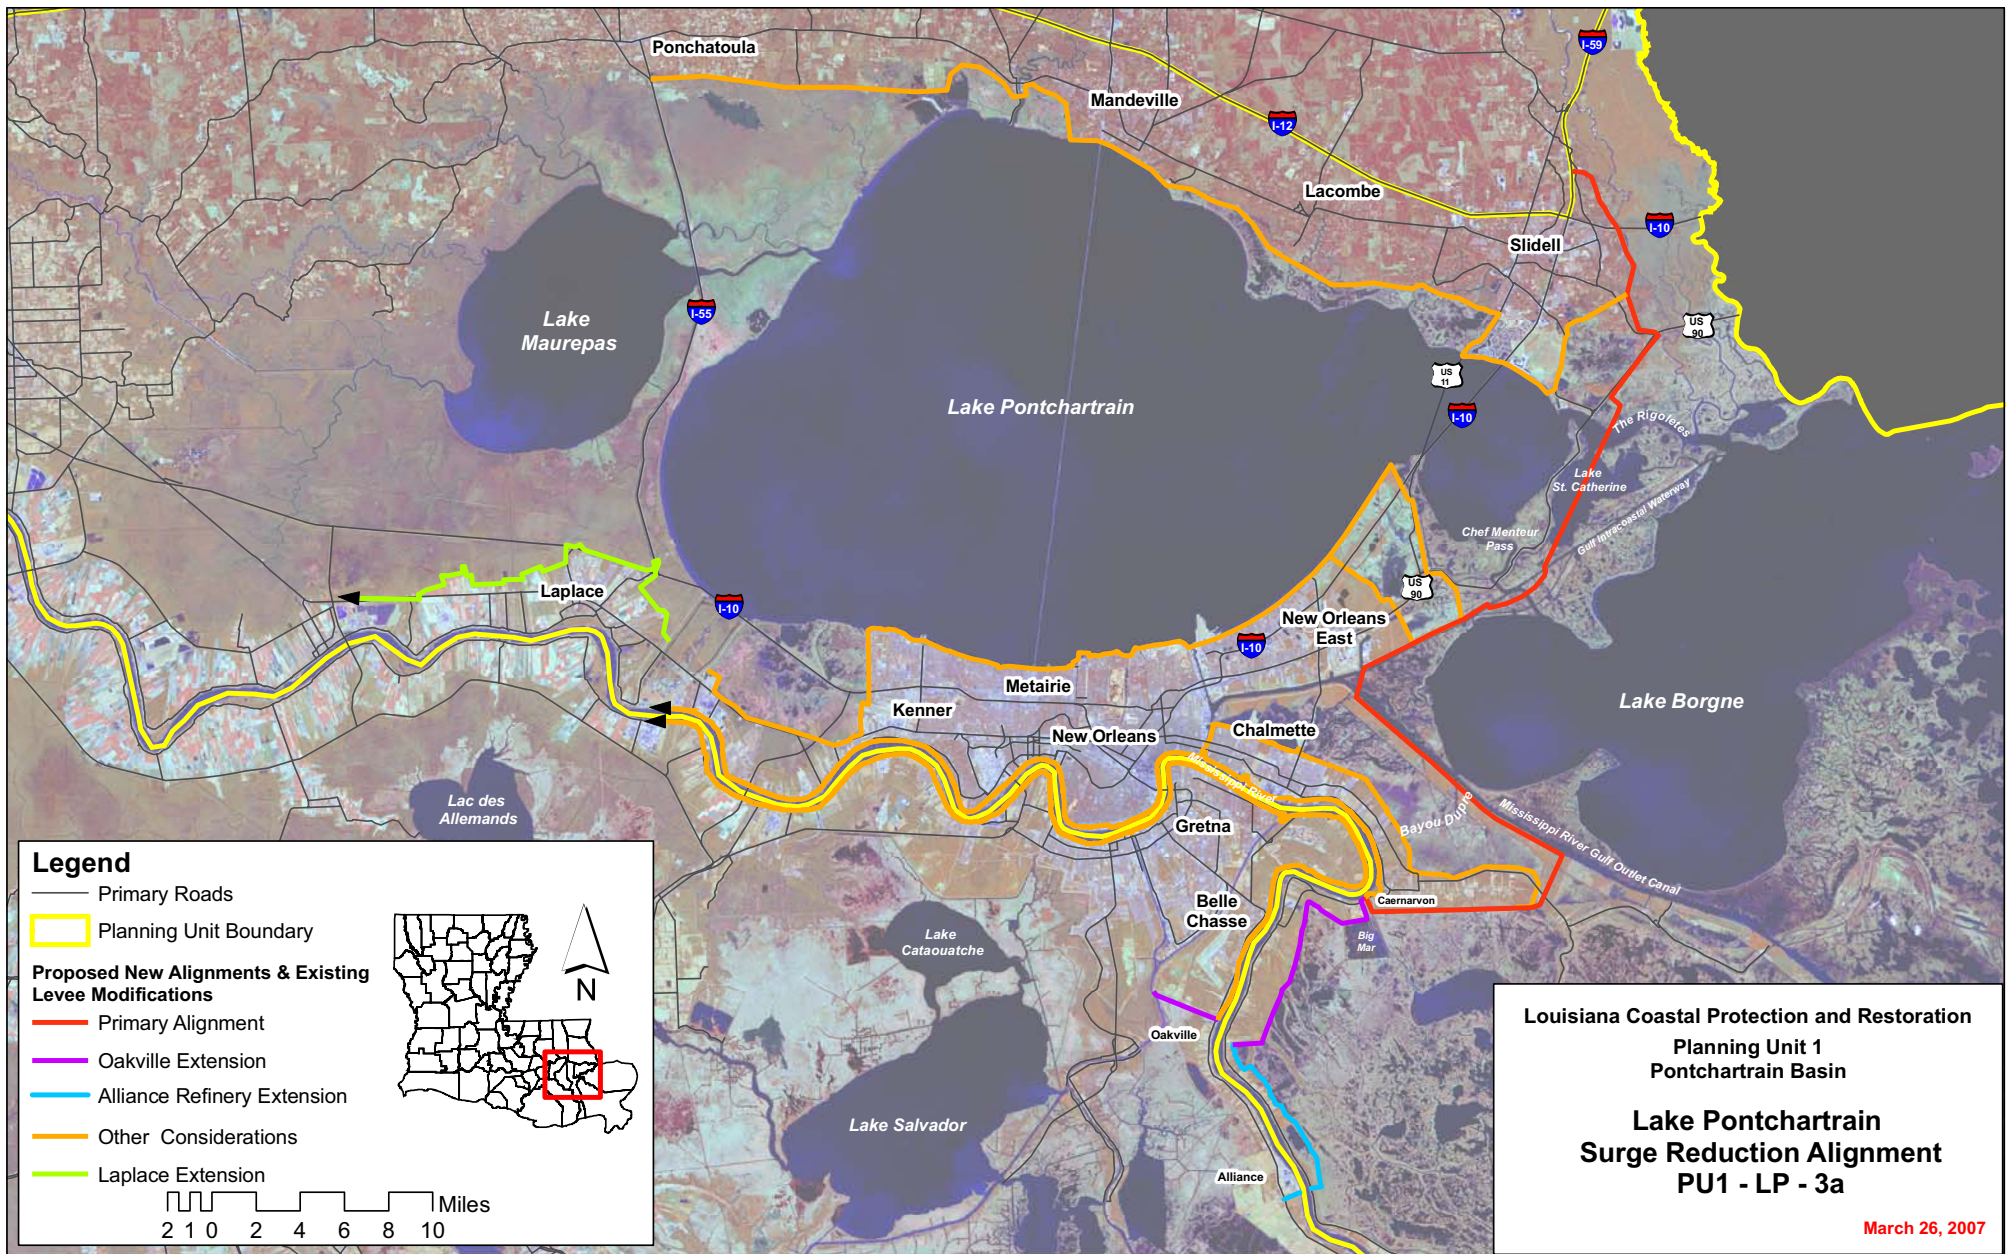 Ponchatoula
I-59
Mandeville
I-12
Lacombe
I-10
Slidell
I-55
Lake
Maurepas
US
90
US
11
Lake Pontchartrain
I-10
The Rigolettes
Lake
St. Catherine
Gulf Intracoastal Waterway
Chef Menteur
Pass
US
90
Laplace
I-10
New Orleans
East
I-10
Metairie
Kenner
Lake Borgne
New Orleans
Chalmette
Mississippi River
Lac des
Allemands
Gretna
Bayou Dupre
Mississippi River Gulf Outlet Canal
Belle
Chasse
Caernarvon
Big
Mar
Lake
Cataouatche
Oakville
Lake Salvador
Alliance
Legend
Primary Roads
Planning Unit Boundary
Proposed New Alignments & Existing
Levee Modifications
Primary Alignment
Oakville Extension
Alliance Refinery Extension
Other Considerations
Laplace Extension
N
Miles
2 1 0 2 4 6 8 10
Louisiana Coastal Protection and Restoration
Planning Unit 1
Pontchartrain Basin
Lake Pontchartrain
Surge Reduction Alignment
PU1 - LP - 3a
March 26, 2007